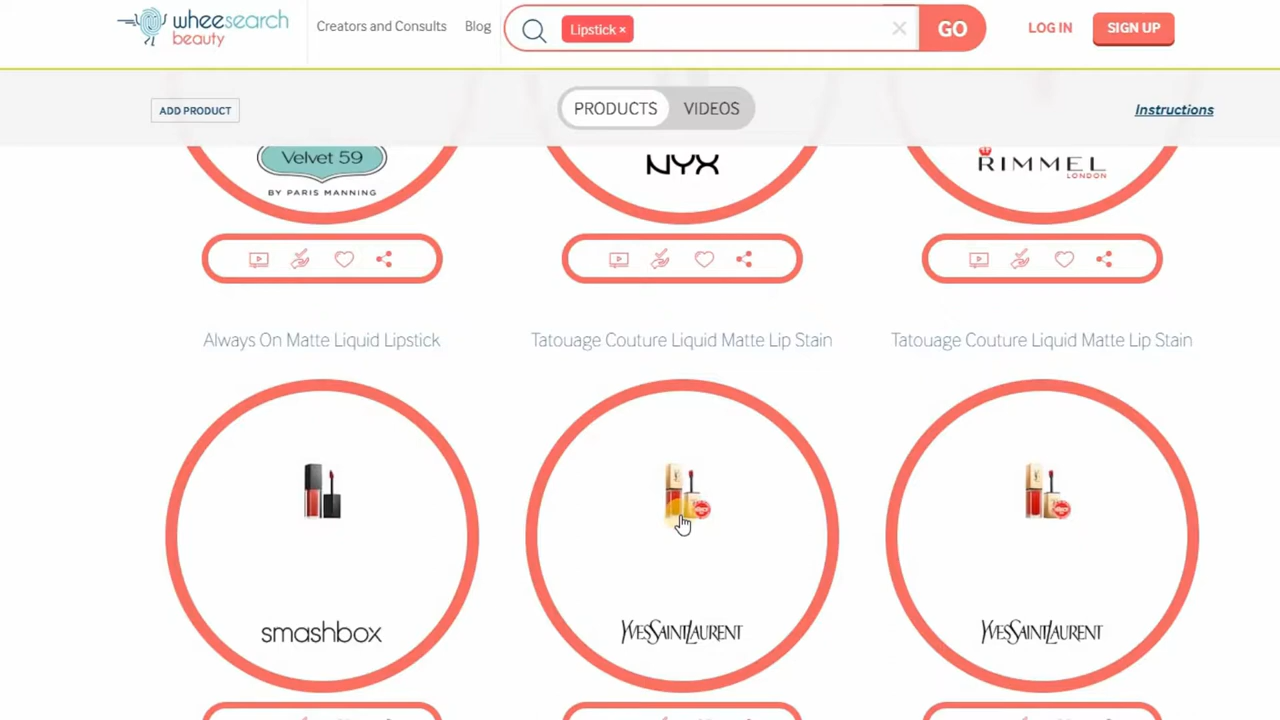 wheesearch
beauty
Creators and Consults
Blog
Lipstick ×
GO
LOG IN
SIGN UP
ADD PRODUCT
PRODUCTS
VIDEOS
Instructions
Velvet 59
BY PARIS MANNING
NYX
RIMMEL
LONDON
Always On Matte Liquid Lipstick
Tatouage Couture Liquid Matte Lip Stain
Tatouage Couture Liquid Matte Lip Stain
smashbox
YVESSAINTLAURENT
YVESSAINTLAURENT